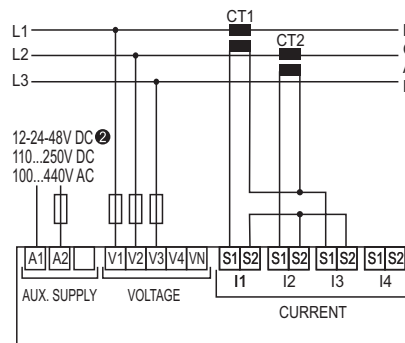 CT1
L1
CT2
L2
L3
12-24-48V DC ❷
110...250V DC
100...440V AC
A1 A2 V1 V2 V3 V4 VN S1 S2 S1 S2 S1 S2 S1 S2
I1 I2 I3 I4
AUX. SUPPLY VOLTAGE
CURRENT